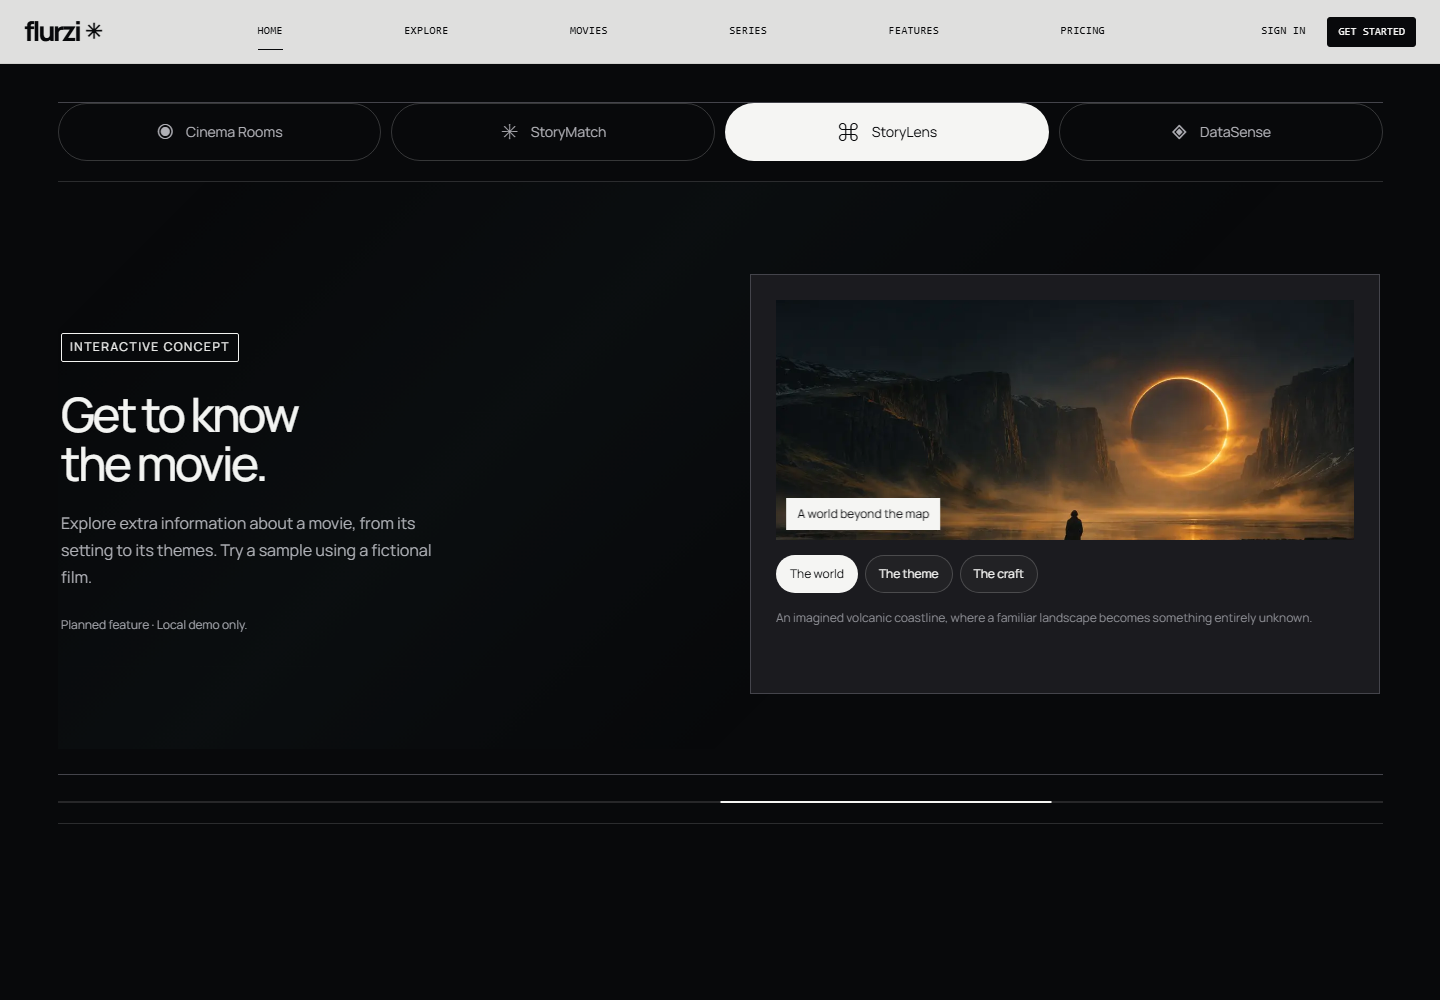 flurzi
HOME
EXPLORE
MOVIES
SERIES
FEATURES
PRICING
SIGN IN
GET STARTED
Cinema Rooms
StoryMatch
StoryLens
DataSense
INTERACTIVE CONCEPT
Get to know
the movie.
Explore extra information about a movie, from its
setting to its themes. Try a sample using a fictional
film.
Planned feature · Local demo only.
A world beyond the map
The world
The theme
The craft
An imagined volcanic coastline, where a familiar landscape becomes something entirely unknown.